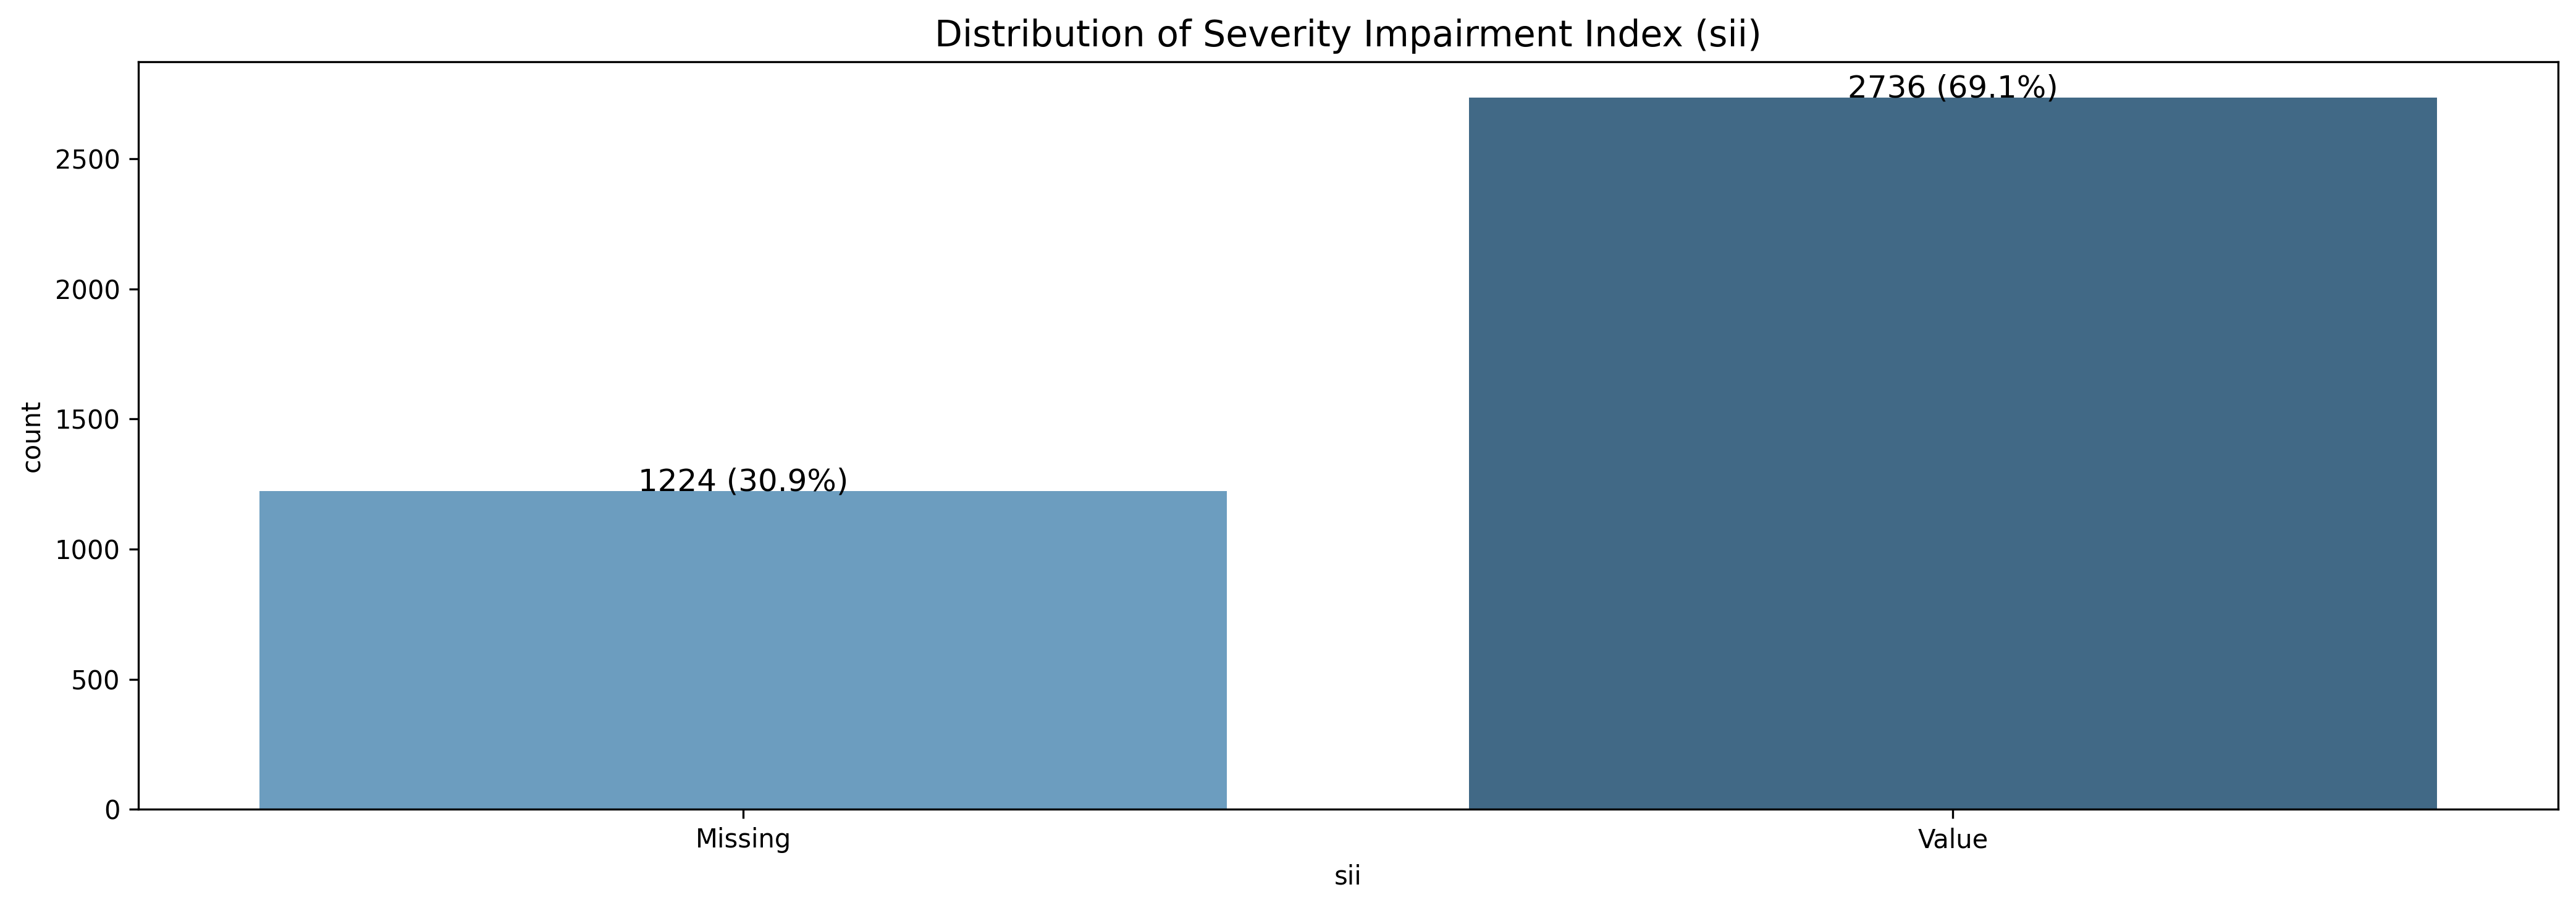 Distribution of Severity Impairment Index (sii)
2736 (69.1%)
2500
2000
1500
1224 (30.9%)
1000
500
0
count
Missing
Value
sii